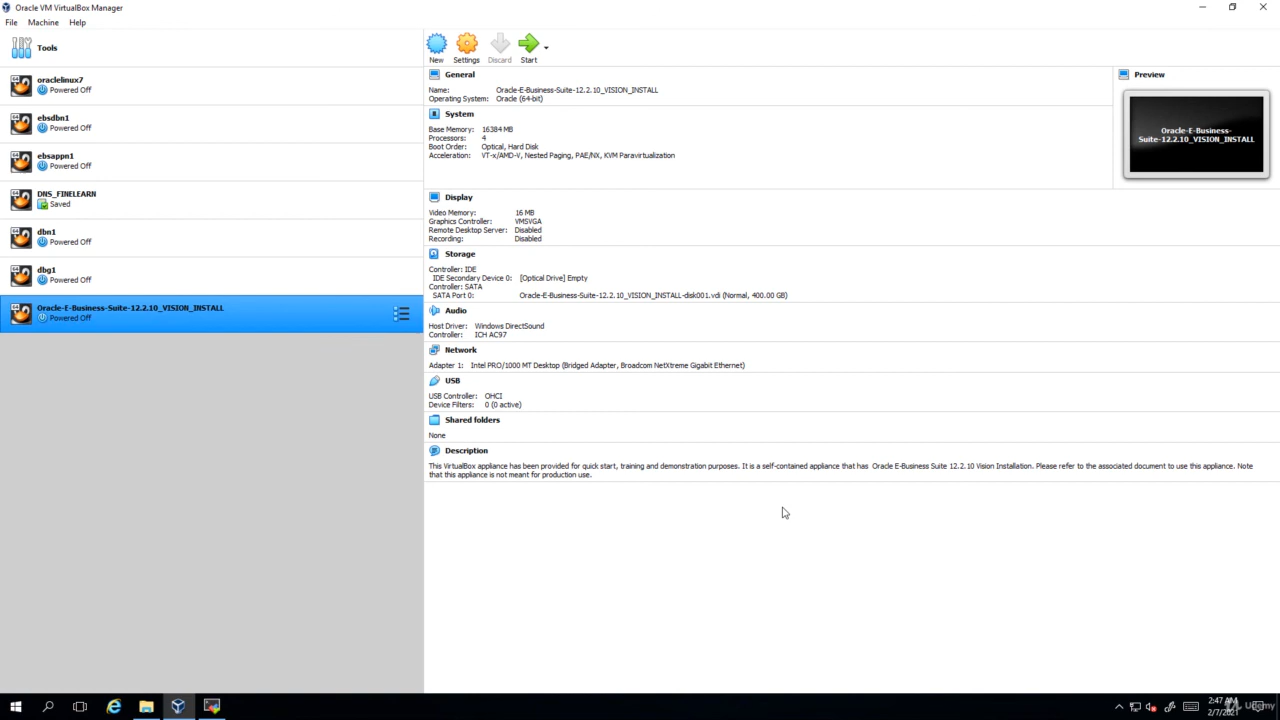 Oracle VM VirtualBox Manager
File Machine Help
Tools
oraclelinux7
Powered Off
ebsdbn1
Powered Off
ebsappn1
Powered Off
DNS_FINELEARN
Saved
dbn1
Powered Off
dbg1
Powered Off
Oracle-E-Business-Suite-12.2.10_VISION_INSTALL
Powered Off
New Settings Discard Start
General
Name: Oracle-E-Business-Suite-12.2.10_VISION_INSTALL
Operating System: Oracle (64-bit)
System
Base Memory: 16384 MB
Processors: 4
Boot Order: Optical, Hard Disk
Acceleration: VT-x/AMD-V, Nested Paging, PAE/NX, KVM Paravirtualization
Preview
Oracle-E-Business-
Suite-12.2.10_VISION_INSTALL
Display
Video Memory: 16 MB
Graphics Controller: VMSVGA
Remote Desktop Server: Disabled
Recording: Disabled
Storage
Controller: IDE
IDE Secondary Device 0: [Optical Drive] Empty
Controller: SATA
SATA Port 0: Oracle-E-Business-Suite-12.2.10_VISION_INSTALL-disk001.vdi (Normal, 400.00 GB)
Audio
Host Driver: Windows DirectSound
Controller: ICH AC97
Network
Adapter 1: Intel PRO/1000 MT Desktop (Bridged Adapter, Broadcom NetXtreme Gigabit Ethernet)
USB
USB Controller: OHCI
Device Filters: 0 (0 active)
Shared folders
None
Description
This VirtualBox appliance has been provided for quick start, training and demonstration purposes. It is a self-contained appliance that has Oracle E-Business Suite 12.2.10 Vision Installation. Please refer to the associated document to use this appliance. Note
that this appliance is not meant for production use.
2:47 AM
2/7/2021
Udemy